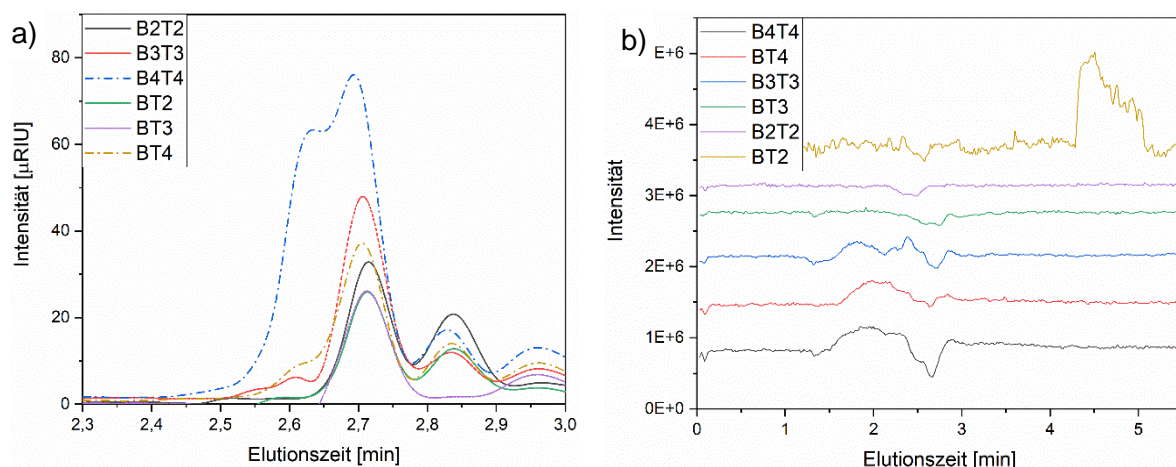 a)
B2T2
B3T3
B4T4
BT2
BT3
BT4
80
60
40
20
0
Intensität [µRIU]
2,3 2,4 2,5 2,6 2,7 2,8 2,9 3,0
Elutionszeit [min]
b)
B4T4
BT4
B3T3
BT3
B2T2
BT2
5E+6
4E+6
3E+6
2E+6
1E+6
0E+0
Intensität
0 1 2 3 4 5
Elutionszeit [min]